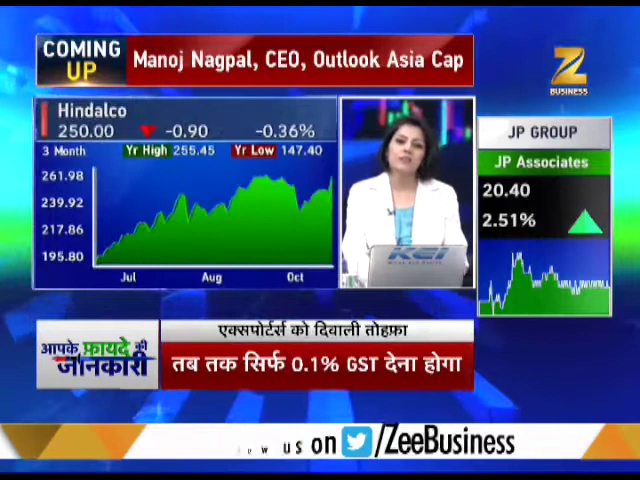 COMING
UP
Manoj Nagpal, CEO, Outlook Asia Cap
Z
BUSINESS
Hindalco
250.00 -0.90 -0.36%
3 Month Yr High 255.45 Yr Low 147.40
261.98
239.92
217.86
195.80
Jul Aug Oct
KEI
JP GROUP
JP Associates
20.40
2.51%
एक्सपोर्टर्स को दिवाली तोहफ़ा
आपके फ़ायदे की
जानकारी
तब तक सिर्फ 0.1% GST देना होगा
us on /ZeeBusiness